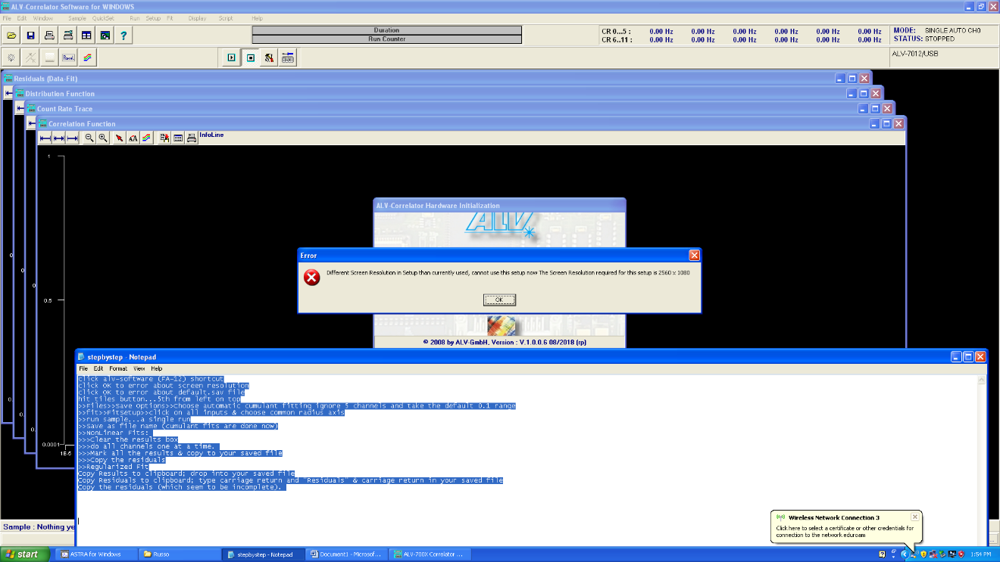 ALV-Correlator Software for WINDOWS
File Edit Window Sample QuickSet Run Setup Fit Display Script Help
Duration
Run Counter
CR 0...5 : 0.00 Hz 0.00 Hz 0.00 Hz 0.00 Hz 0.00 Hz 0.00 Hz
CR 6..11 : 0.00 Hz 0.00 Hz 0.00 Hz 0.00 Hz 0.00 Hz 0.00 Hz
MODE: SINGLE AUTO CH0
STATUS: STOPPED
ALV-7012/USB
Residuals (Data-Fit)
Distribution Function
Count Rate Trace
Correlation Function
InfoLine
1
0.5
0.0001
1E-5
ALV-Correlator Hardware Initialization
ALV
Error
Different Screen Resolution in Setup than currently used, cannot use this setup now The Screen Resolution required for this setup is 2560 x 1080
OK
© 2008 by ALV-GmbH, Version : V.1.0.0.6 08/2018 (rp)
stepbystep - Notepad
File Edit Format View Help
click alv-software (FA-12) shortcut
click OK to error about screen resolution
click OK to error about default.sav file
hit tiles button...5th from left on top
>>Files>>Save Options>>Choose automatic cumulant fitting ignore 5 channels and take the default 0.1 range
>>fit>>FitSetup>>click on all inputs & choose common radius axis
>>run sample...a single run
>>Save as file name (cumulant fits are done now)
>>NonLinear Fits:
>>>Clear the results box
>>>do all channels one at a time.
>>>Mark all the results & copy to your saved file
>>>Copy the residuals
>>Regularized Fit
Copy Results to clipboard; drop into your saved file
Copy Residuals to clipboard; type carriage return and "Residuals" & carriage return in your saved file
Copy the residuals (which seem to be incomplete).
Sample : Nothing ye
Wireless Network Connection 3
Click here to select a certificate or other credentials for
connection to the network eduroam
start
ASTRA for Windows
Russo
stepbystep - Notepad
Document1 - Microsof...
ALV-700X Correlator ...
1:54 PM